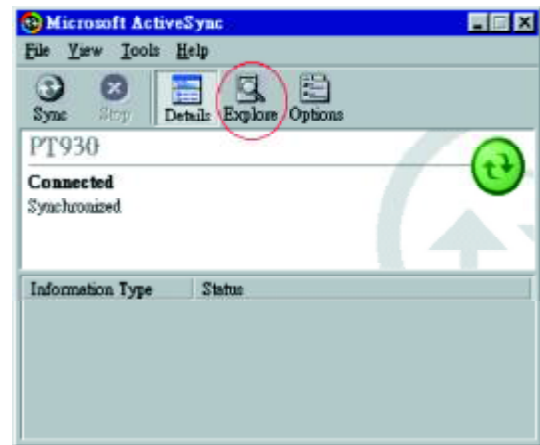 Microsoft ActiveSync
File View Tools Help
Sync Stop Details Explore Options
PT930
Connected
Synchronized
Information Type Status